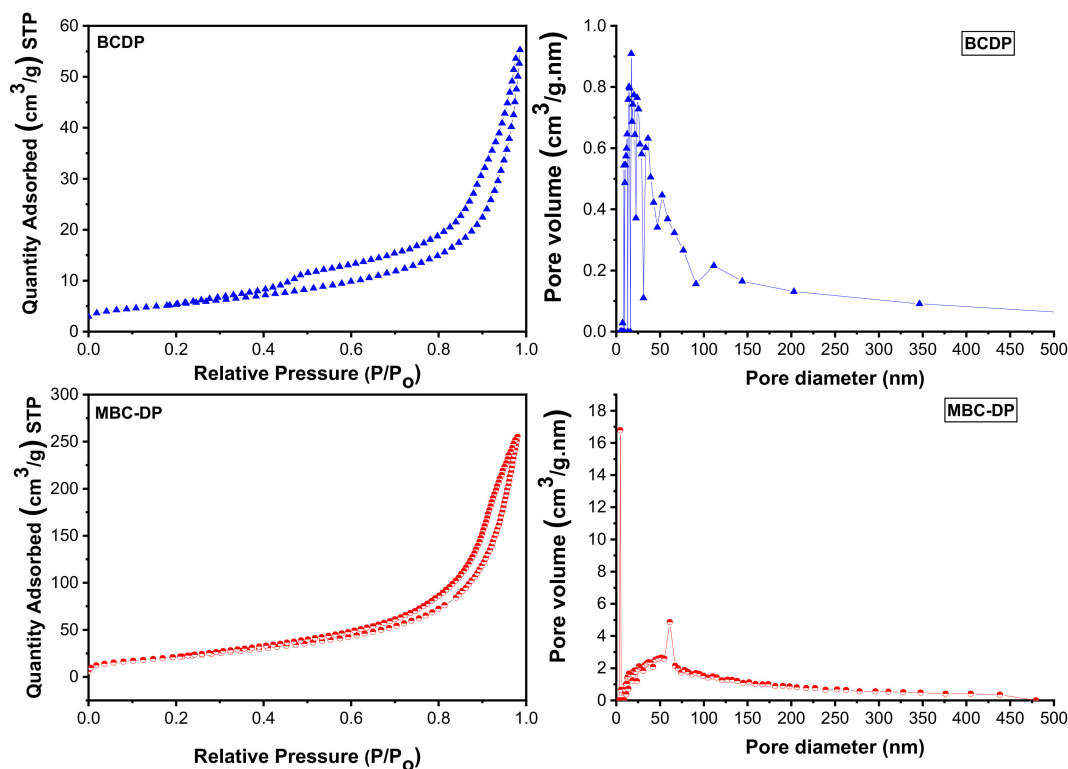 BCDP
Quantity Adsorbed (cm³/g) STP
60
50
40
30
20
10
0
0.0 0.2 0.4 0.6 0.8 1.0
Relative Pressure (P/Pₒ)
BCDP
Pore volume (cm³/g.nm)
1.0
0.8
0.6
0.4
0.2
0.0
0 50 100 150 200 250 300 350 400 450 500
Pore diameter (nm)
MBC-DP
Quantity Adsorbed (cm³/g) STP
300
250
200
150
100
50
0
0.0 0.2 0.4 0.6 0.8 1.0
Relative Pressure (P/Pₒ)
MBC-DP
Pore volume (cm³/g.nm)
18
16
14
12
10
8
6
4
2
0
0 50 100 150 200 250 300 350 400 450 500
Pore diameter (nm)